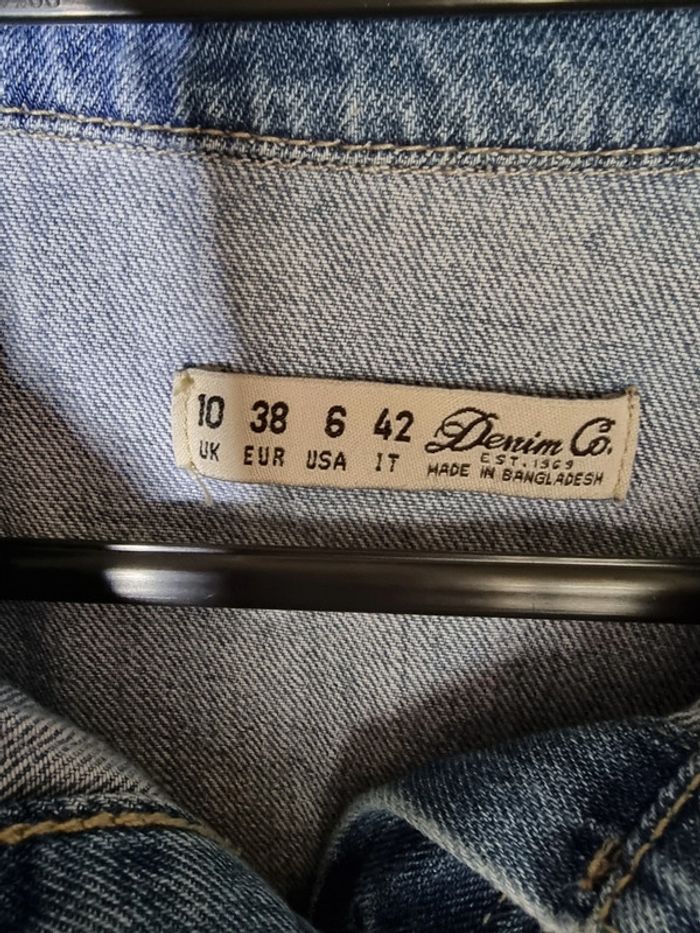 10 38 6 42 Denim Co.
UK EUR USA IT EST. 1969
MADE IN BANGLADESH